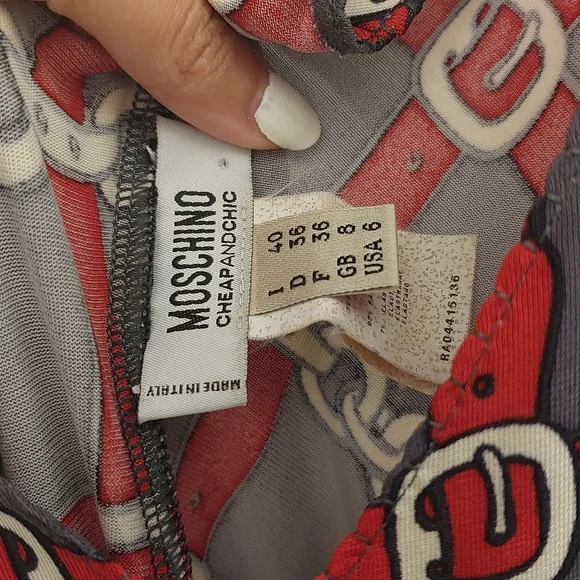 MOSCHINO
CHEAPANDCHIC
MADE IN ITALY
I 40
D 36
F 36
GB 8
USA 6
RA04415136